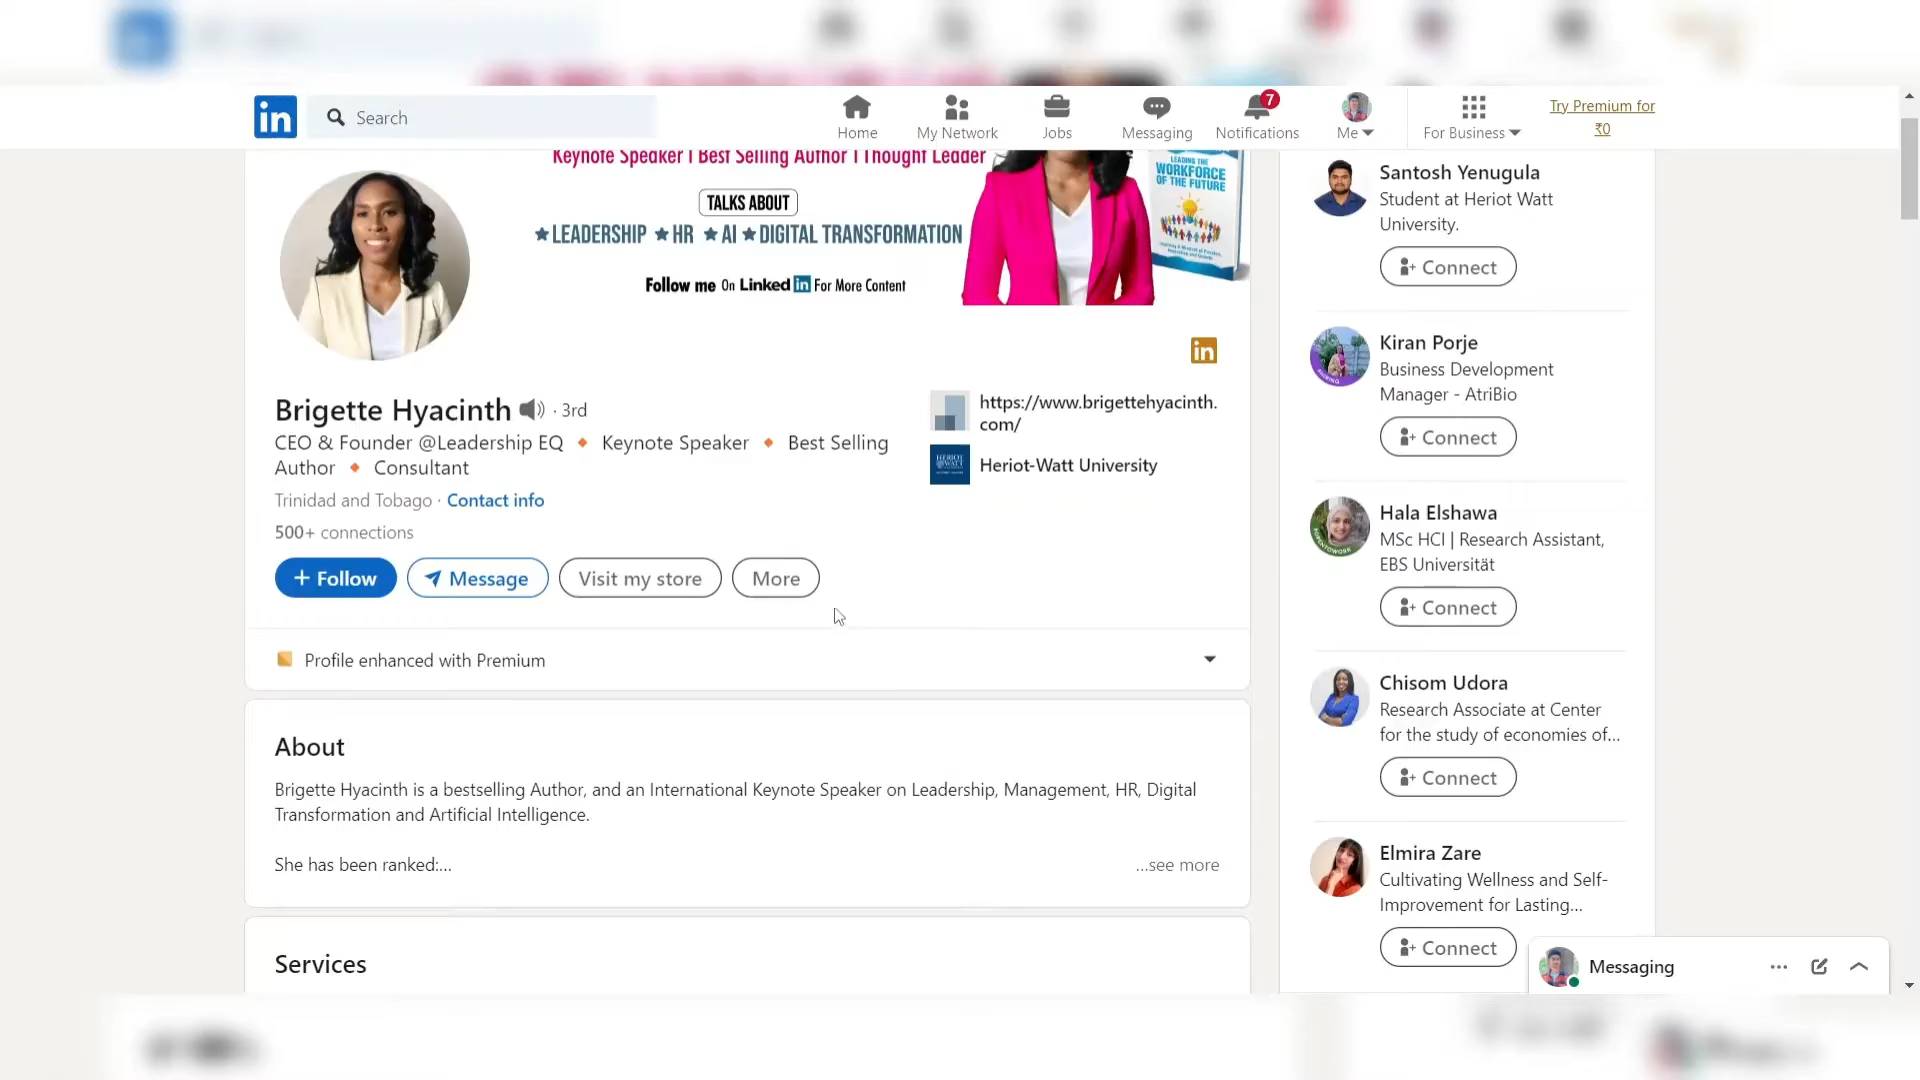 in
Search
Home
My Network
Jobs
Messaging
7
Notifications
Me
For Business
Try Premium for
₹0
Keynote Speaker I Best Selling Author I Thought Leader
TALKS ABOUT
★LEADERSHIP ★HR ★AI ★DIGITAL TRANSFORMATION
Follow me On Linked in For More Content
LEADING THE
WORKFORCE
OF THE FUTURE
in
Brigette Hyacinth · 3rd
CEO & Founder @Leadership EQ 🔸 Keynote Speaker 🔸 Best Selling
Author 🔸 Consultant
Trinidad and Tobago · Contact info
500+ connections
+ Follow
Message
Visit my store
More
https://www.brigettehyacinth.
com/
HERIOT
WATT
Heriot-Watt University
Profile enhanced with Premium
About
Brigette Hyacinth is a bestselling Author, and an International Keynote Speaker on Leadership, Management, HR, Digital
Transformation and Artificial Intelligence.
She has been ranked:...
...see more
Services
Santosh Yenugula
Student at Heriot Watt
University.
Connect
Kiran Porje
Business Development
Manager - AtriBio
Connect
Hala Elshawa
MSc HCI | Research Assistant,
EBS Universität
Connect
Chisom Udora
Research Associate at Center
for the study of economies of...
Connect
Elmira Zare
Cultivating Wellness and Self-
Improvement for Lasting...
Connect
Messaging